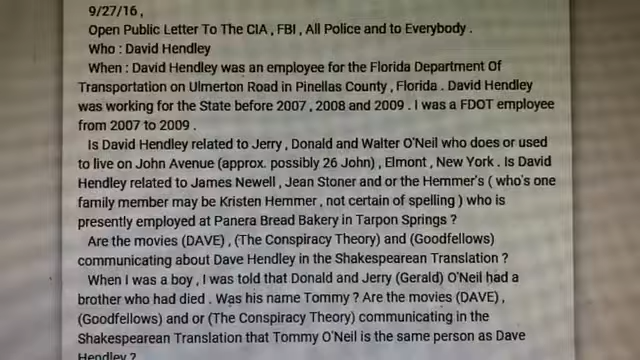 9/27/16 ,
Open Public Letter To The CIA , FBI , All Police and to Everybody .
Who : David Hendley
When : David Hendley was an employee for the Florida Department Of
Transportation on Ulmerton Road in Pinellas County , Florida . David Hendley
was working for the State before 2007 , 2008 and 2009 . I was a FDOT employee
from 2007 to 2009 .
Is David Hendley related to Jerry , Donald and Walter O'Neil who does or used
to live on John Avenue (approx. possibly 26 John) , Elmont , New York . Is David
Hendley related to James Newell , Jean Stoner and or the Hemmer's ( who's one
family member may be Kristen Hemmer , not certain of spelling ) who is
presently employed at Panera Bread Bakery in Tarpon Springs ?
Are the movies (DAVE) , (The Conspiracy Theory) and (Goodfellows)
communicating about Dave Hendley in the Shakespearean Translation ?
When I was a boy , I was told that Donald and Jerry (Gerald) O'Neil had a
brother who had died . Was his name Tommy ? Are the movies (DAVE) ,
(Goodfellows) and or (The Conspiracy Theory) communicating in the
Shakespearean Translation that Tommy O'Neil is the same person as Dave
Hendley ?